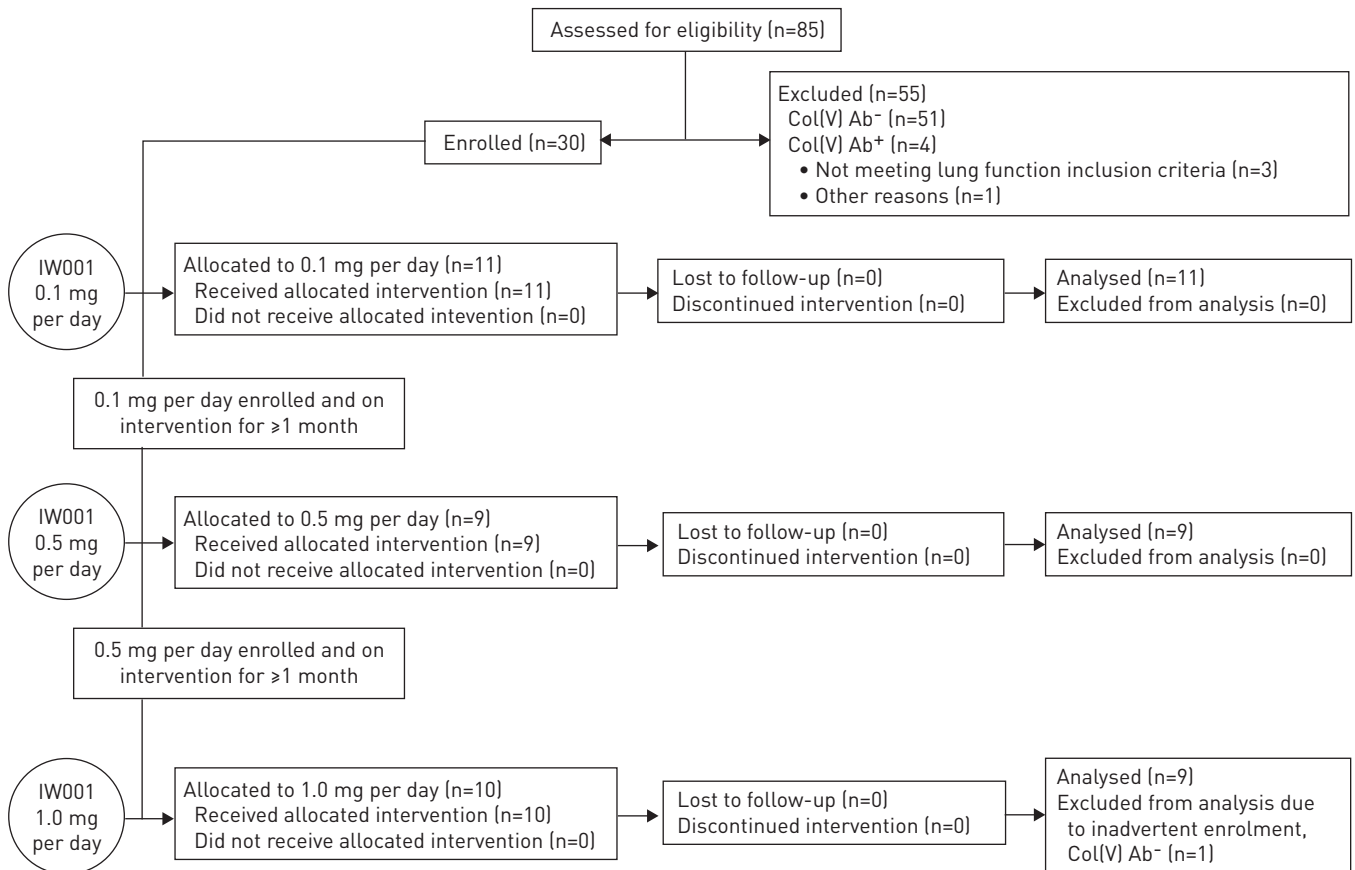 Assessed for eligibility (n=85)
Excluded (n=55)
Col(V) Ab⁻ (n=51)
Col(V) Ab⁺ (n=4)
• Not meeting lung function inclusion criteria (n=3)
• Other reasons (n=1)
Enrolled (n=30)
IW001
0.1 mg
per day
Allocated to 0.1 mg per day (n=11)
Received allocated intervention (n=11)
Did not receive allocated intevention (n=0)
Lost to follow-up (n=0)
Discontinued intervention (n=0)
Analysed (n=11)
Excluded from analysis (n=0)
0.1 mg per day enrolled and on
intervention for ≥1 month
IW001
0.5 mg
per day
Allocated to 0.5 mg per day (n=9)
Received allocated intervention (n=9)
Did not receive allocated intervention (n=0)
Lost to follow-up (n=0)
Discontinued intervention (n=0)
Analysed (n=9)
Excluded from analysis (n=0)
0.5 mg per day enrolled and on
intervention for ≥1 month
IW001
1.0 mg
per day
Allocated to 1.0 mg per day (n=10)
Received allocated intervention (n=10)
Did not receive allocated intervention (n=0)
Lost to follow-up (n=0)
Discontinued intervention (n=0)
Analysed (n=9)
Excluded from analysis due
to inadvertent enrolment,
Col(V) Ab⁻ (n=1)